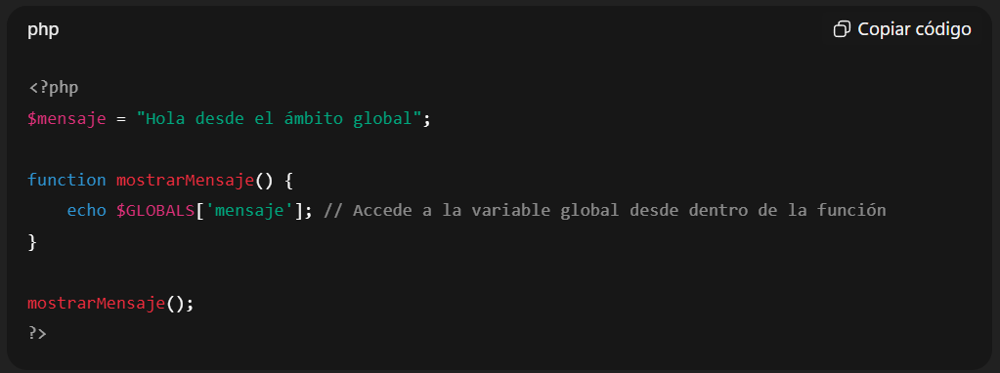 php
Copiar código
<?php
$mensaje = "Hola desde el ámbito global";
function mostrarMensaje() {
    echo $GLOBALS['mensaje']; // Accede a la variable global desde dentro de la función
}
mostrarMensaje();
?>